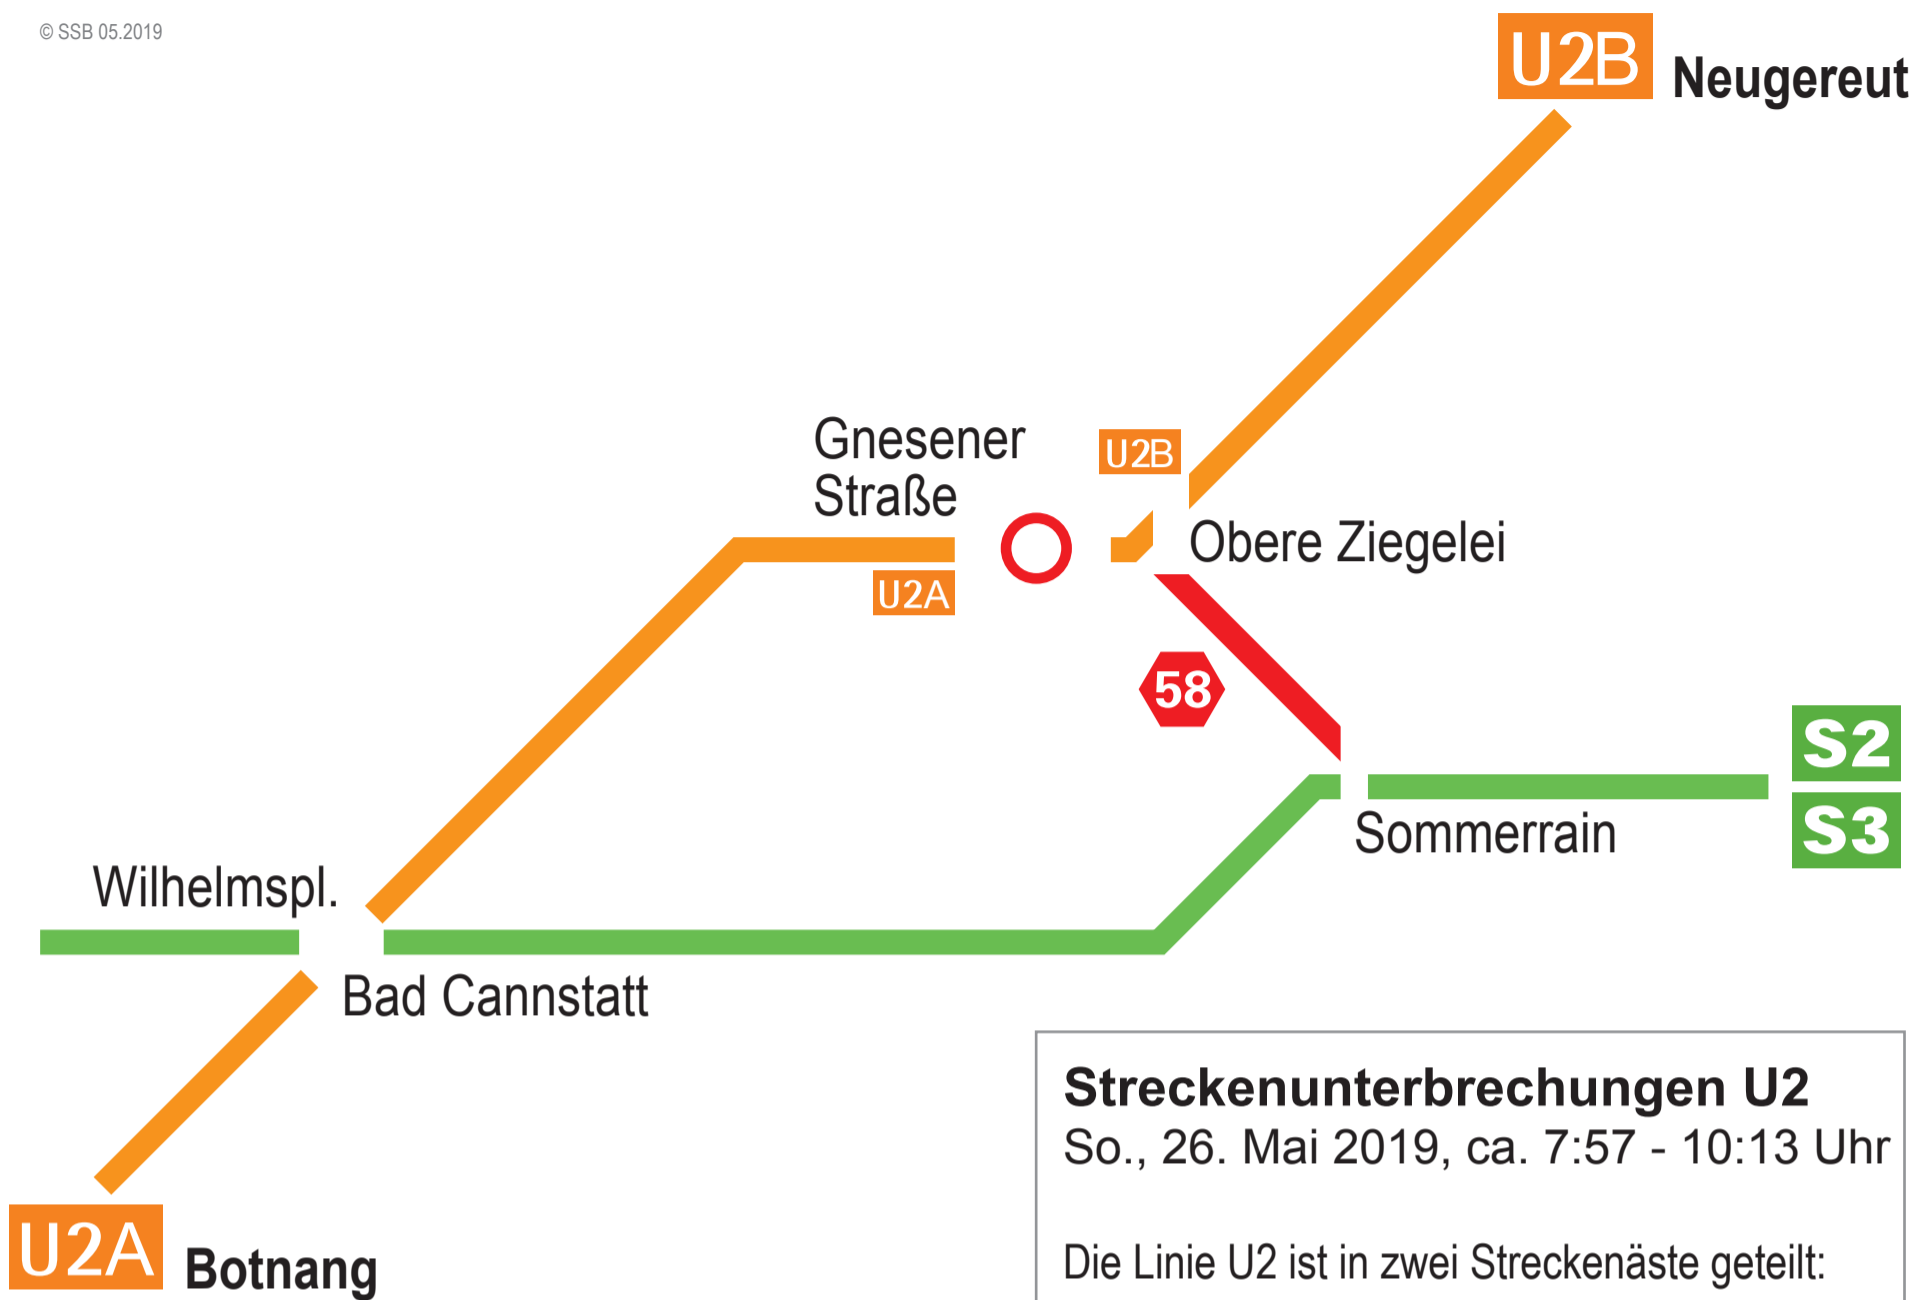 © SSB 05.2019
U2B Neugereut
Gnesener
Straße
U2B
Obere Ziegelei
U2A
58
S2
S3
Sommerrain
Wilhelmspl.
Bad Cannstatt
Streckenunterbrechungen U2
So., 26. Mai 2019, ca. 7:57 - 10:13 Uhr
Die Linie U2 ist in zwei Streckenäste geteilt:
U2A Botnang